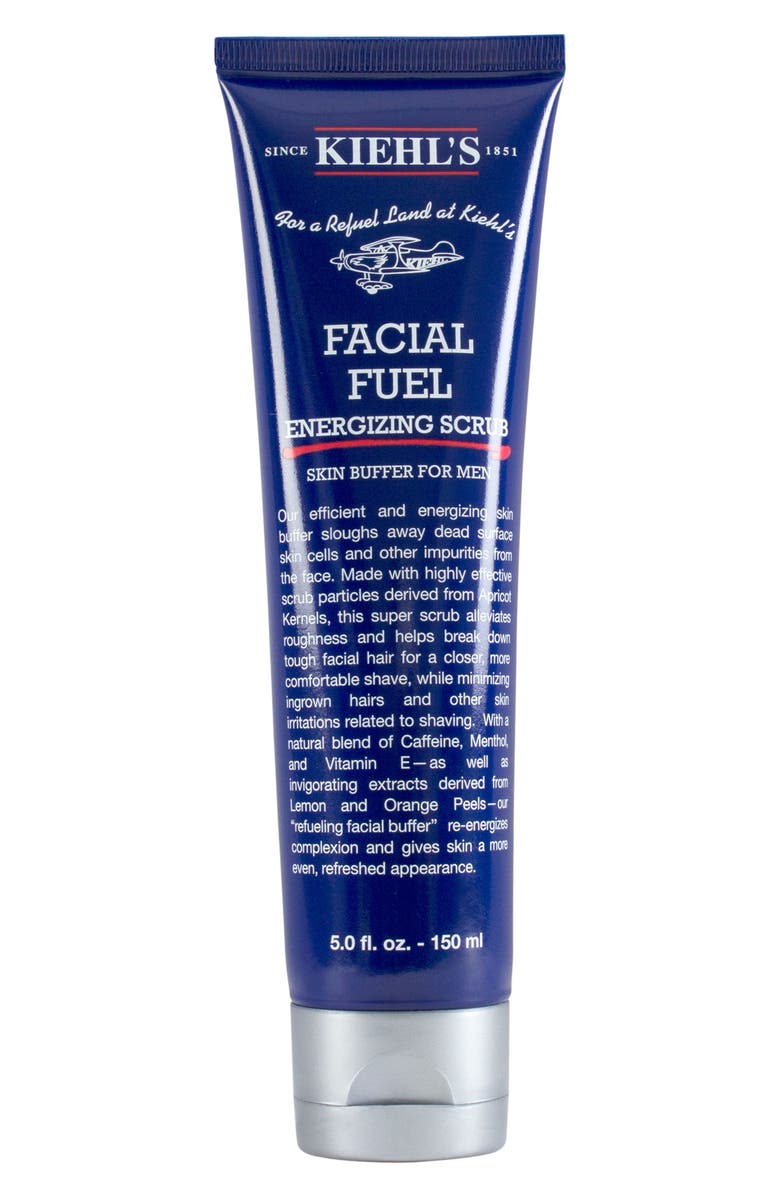 SINCE KIEHL'S 1851
For a Refuel Land at Kiehl's
KIEHL'S
FACIAL
FUEL
ENERGIZING SCRUB
SKIN BUFFER FOR MEN
Our efficient and energizing skin
buffer sloughs away dead surface
skin cells and other impurities from
the face. Made with highly effective
scrub particles derived from Apricot
Kernels, this super scrub alleviates
roughness and helps break down
tough facial hair for a closer, more
comfortable shave, while minimizing
ingrown hairs and other skin
irritations related to shaving. With a
natural blend of Caffeine, Menthol,
and Vitamin E—as well as
invigorating extracts derived from
Lemon and Orange Peels—our
"refueling facial buffer" re-energizes
complexion and gives skin a more
even, refreshed appearance.
5.0 fl. oz. - 150 ml